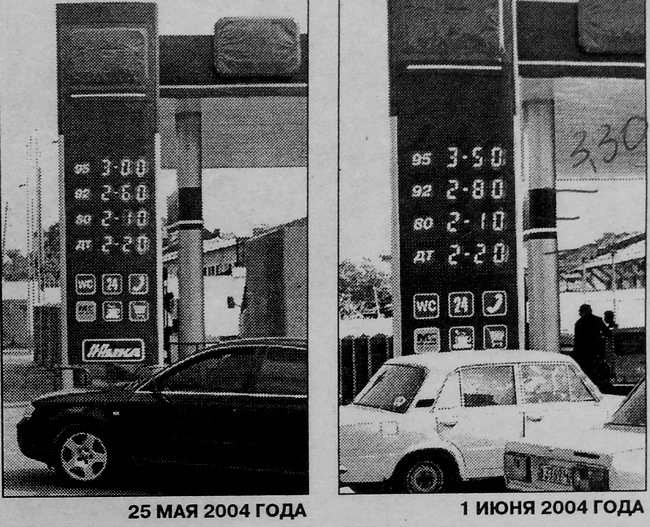 95 3-00
92 2-60
80 2-10
ДТ 2-20
WC 24
25 МАЯ 2004 ГОДА
95 3-50
92 2-80
80 2-10
ДТ 2-20
WC 24
3,30
1 ИЮНЯ 2004 ГОДА